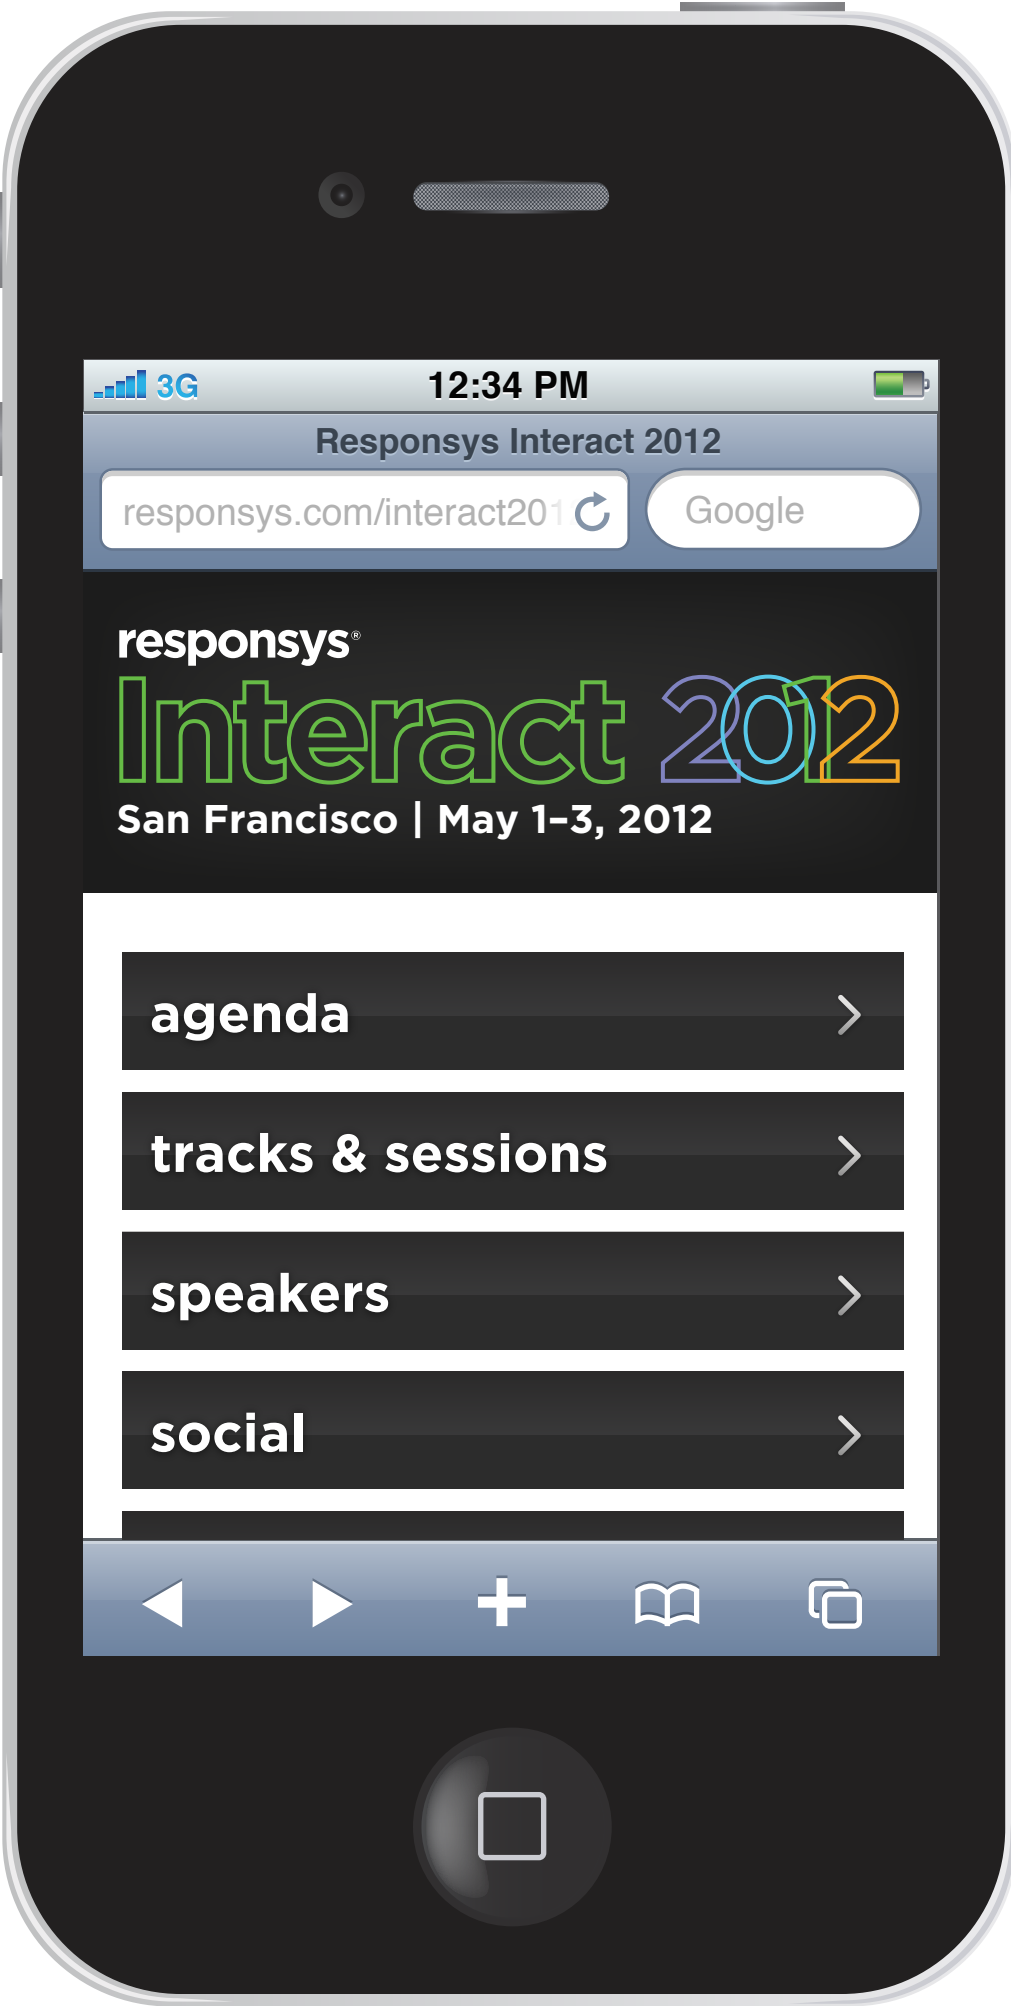 3G 12:34 PM
Responsys Interact 2012
responsys.com/interact201 Google
responsys®
Interact 2012
San Francisco | May 1–3, 2012
agenda
tracks & sessions
speakers
social